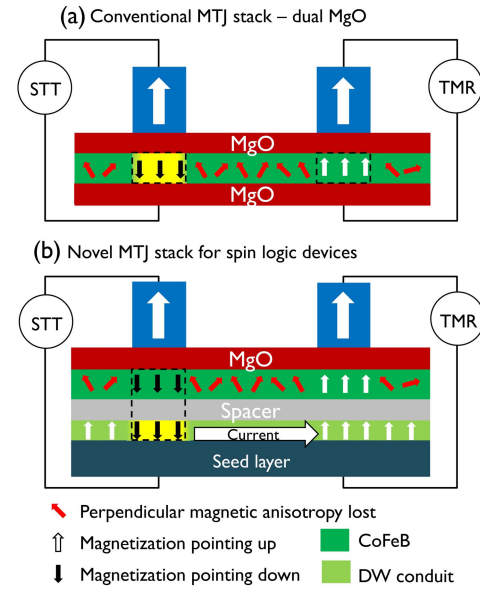 (a) Conventional MTJ stack – dual MgO
STT
TMR
MgO
MgO
(b) Novel MTJ stack for spin logic devices
STT
TMR
MgO
Spacer
Current
Seed layer
Perpendicular magnetic anisotropy lost
Magnetization pointing up
CoFeB
Magnetization pointing down
DW conduit